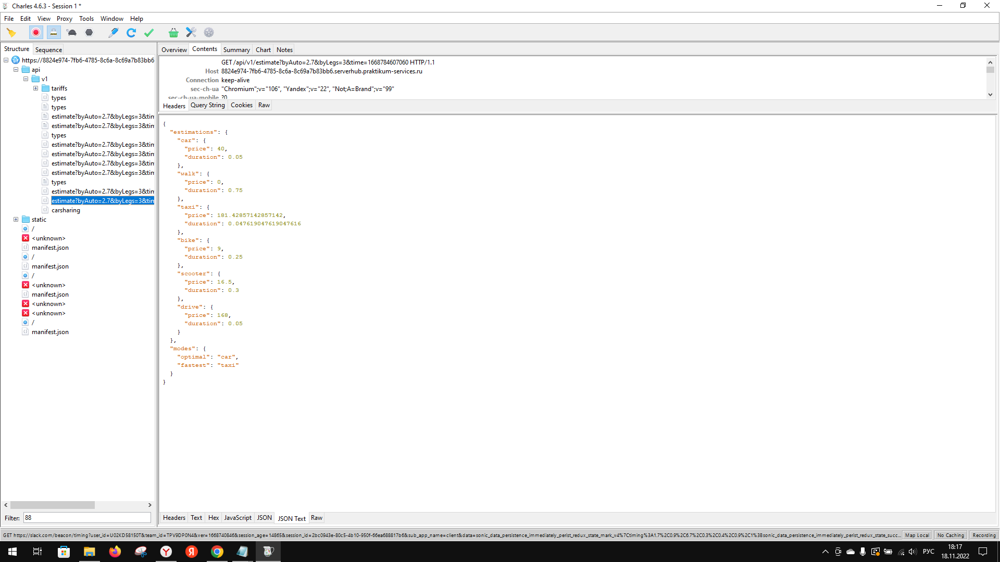 Charles 4.6.3 - Session 1 *
File Edit View Proxy Tools Window Help
Structure Sequence
https://8824e974-7fb6-4785-8c6a-8c69a7b83bb6
api
v1
tariffs
types
types
estimate?byAuto=2.7&byLegs=3&tim
estimate?byAuto=2.7&byLegs=3&tim
types
estimate?byAuto=2.7&byLegs=3&tim
estimate?byAuto=2.7&byLegs=3&tim
estimate?byAuto=2.7&byLegs=3&tim
estimate?byAuto=2.7&byLegs=3&tim
types
estimate?byAuto=2.7&byLegs=3&tim
estimate?byAuto=2.7&byLegs=3&tim
carsharing
static
/
<unknown>
manifest.json
/
manifest.json
/
<unknown>
manifest.json
<unknown>
<unknown>
/
manifest.json
Filter: 88
Overview Contents Summary Chart Notes
GET /api/v1/estimate?byAuto=2.7&byLegs=3&time=1668784607060 HTTP/1.1
Host 8824e974-7fb6-4785-8c6a-8c69a7b83bb6.serverhub.praktikum-services.ru
Connection keep-alive
sec-ch-ua "Chromium";v="106", "Yandex";v="22", "Not;A=Brand";v="99"
sec-ch-ua-mobile ?0
Headers Query String Cookies Raw
{
"estimations": {
"car": {
"price": 40,
"duration": 0.05
},
"walk": {
"price": 0,
"duration": 0.75
},
"taxi": {
"price": 181.42857142857142,
"duration": 0.047619047619047616
},
"bike": {
"price": 9,
"duration": 0.25
},
"scooter": {
"price": 16.5,
"duration": 0.3
},
"drive": {
"price": 168,
"duration": 0.05
}
},
"modes": {
"optimal": "car",
"fastest": "taxi"
}
}
Headers Text Hex JavaScript JSON JSON Text Raw
GET https://slack.com/beacon/timing?user_id=U02KD58150T&team_id=TPV9DP0N4&ver=1668740846&session_age=14865&session_id=2bc0943e-80c5-4b10-950f-66ea688817b6&sub_app_name=client&data=sonic_data_persistence_immediately_perist_redux_state_mark_v4%7Ctiming%3A1.7%2C0.9%2C6.7%2C0.3%2C0.4%2C0.9%2C1%3Bsonic_data_persistence_immediately_perist_redux_state_succ...
Map Local No Caching Recording
РУС
18:17
18.11.2022